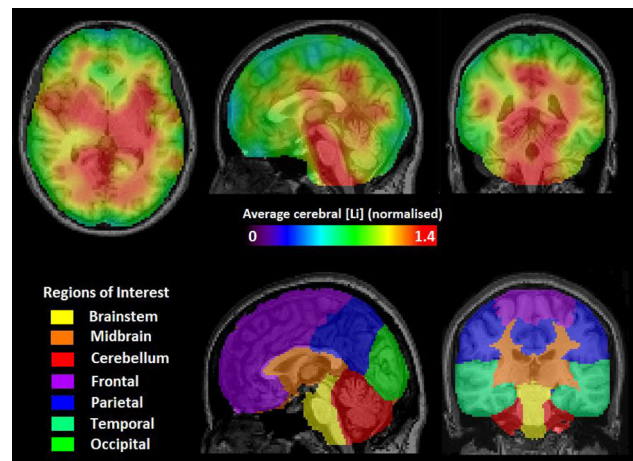 Average cerebral [Li] (normalised)
0 1.4
Regions of Interest
Brainstem
Midbrain
Cerebellum
Frontal
Parietal
Temporal
Occipital